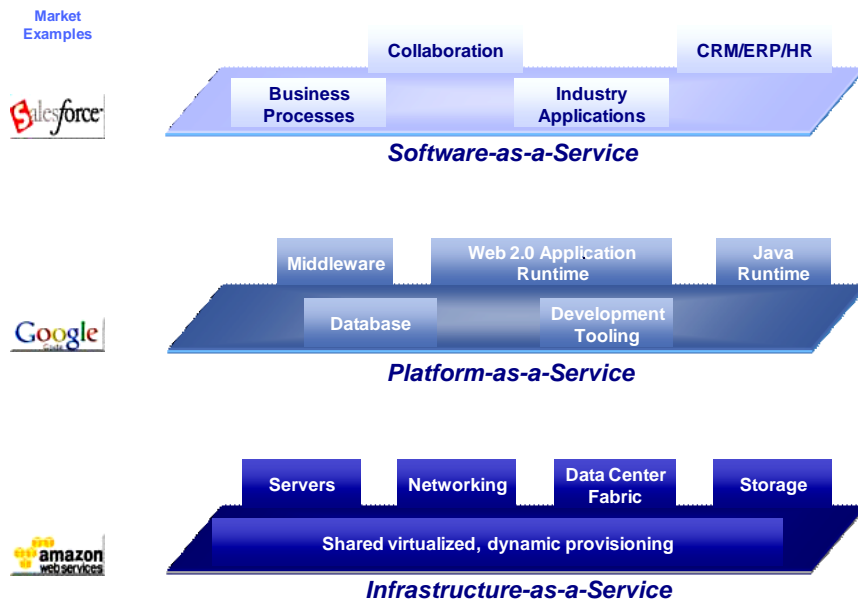 Market
Examples
Collaboration
CRM/ERP/HR
Business
Processes
Industry
Applications
salesforce
Software-as-a-Service
Middleware
Web 2.0 Application
Runtime
Java
Runtime
Database
Development
Tooling
Google
Code
Platform-as-a-Service
Servers
Networking
Data Center
Fabric
Storage
Shared virtualized, dynamic provisioning
amazon
webservices
Infrastructure-as-a-Service